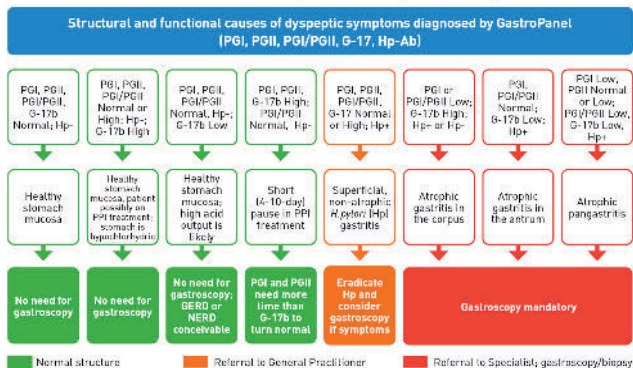 Structural and functional causes of dyspeptic symptoms diagnosed by GastroPanel
(PGI, PGII, PGI/PGII, G-17, Hp-Ab)
PGI, PGII,
PGI/PGII,
G-17b
Normal; Hp-
PGI, PGII,
PGI/PGII
Normal or
High; Hp-;
G-17b High
PGI, PGII,
PGI/PGII
Normal, Hp-;
G-17b Low
PGI, PGII,
G-17b High;
PGI/PGII
Normal, Hp-
PGI, PGII,
PGI/PGII,
G-17 Normal
or High; Hp+
PGI or
PGI/PGII Low;
G-17b High;
Hp+ or Hp-
PGI,
PGI/PGII
Normal;
G-17b Low;
Hp+
PGI Low,
PGII Normal
or Low;
PGI/PGII Low,
G-17b Low,
Hp+
Healthy
stomach
mucosa
Healthy
stomach
mucosa, patient
possibly on PPI
treatment;
stomach is
hypochlorhydric
Healthy
stomach
mucosa;
high acid
output is
likely
Short
(4-10-day)
pause in PPI
treatment
Superficial,
non-atrophic
H.pylori (Hp)
gastritis
Atrophic
gastritis in
the corpus
Atrophic
gastritis in
the antrum
Atrophic
pangastritis
No need for
gastroscopy
No need for
gastroscopy
No need for
gastroscopy;
GERD or
NERD
conceivable
PGI and PGII
need more
time than
G-17b to
turn normal
Eradicate
Hp and
consider
gastroscopy
if symptoms
Gastroscopy mandatory
Normal structure
Referral to General Practitioner
Referral to Specialist; gastroscopy/biopsy